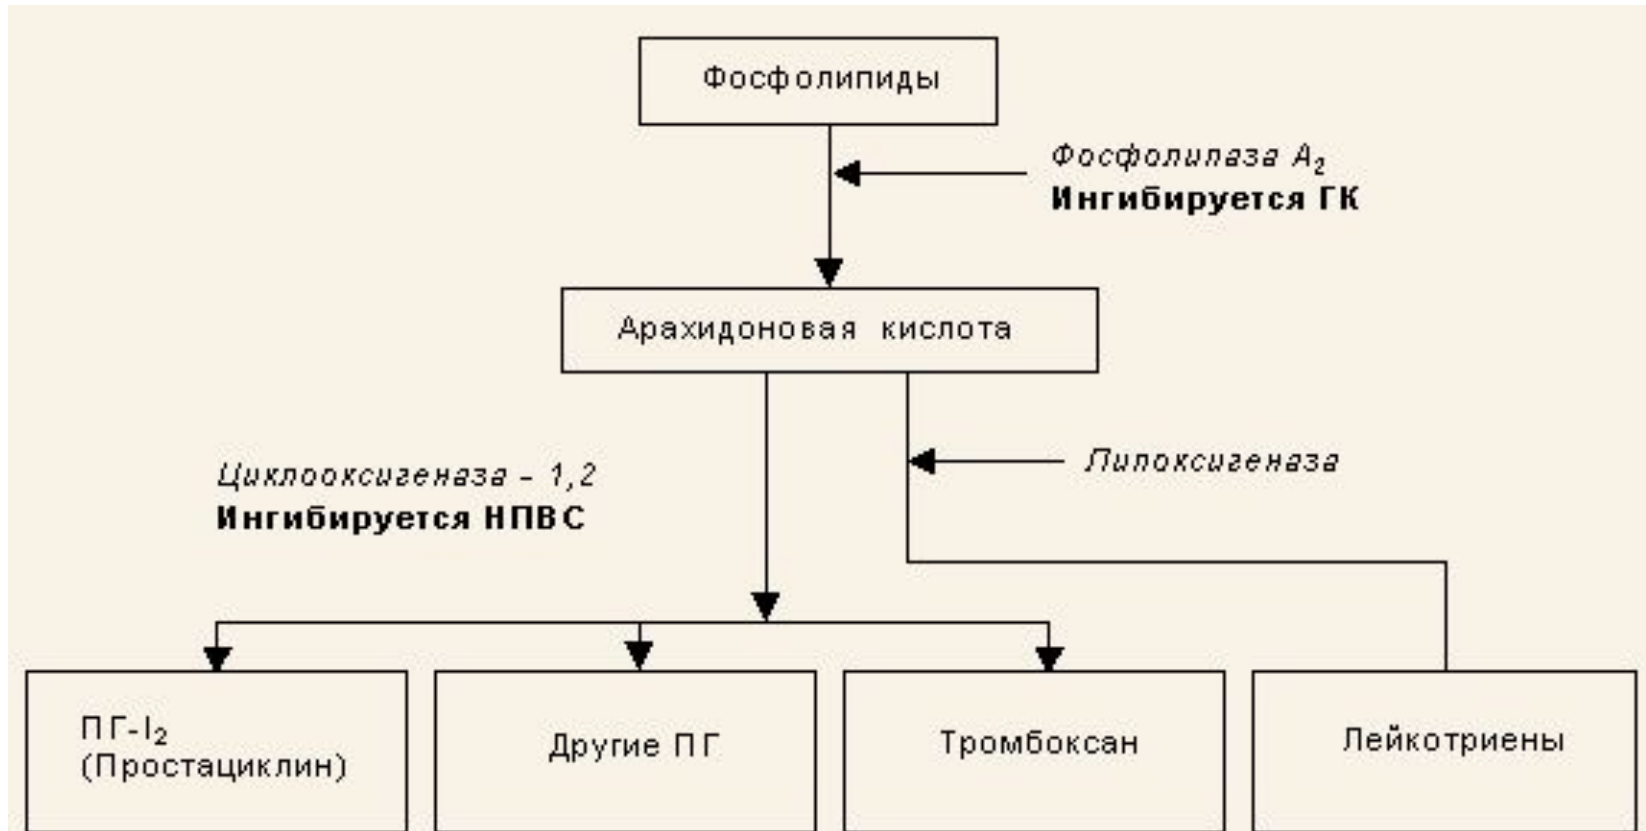 Фосфолипиды
Фосфолипаза А₂
Ингибируется ГК
Арахидоновая кислота
Циклооксигеназа - 1,2
Ингибируется НПВС
Липоксигеназа
ПГ-I₂
(Простациклин)
Другие ПГ
Тромбоксан
Лейкотриены